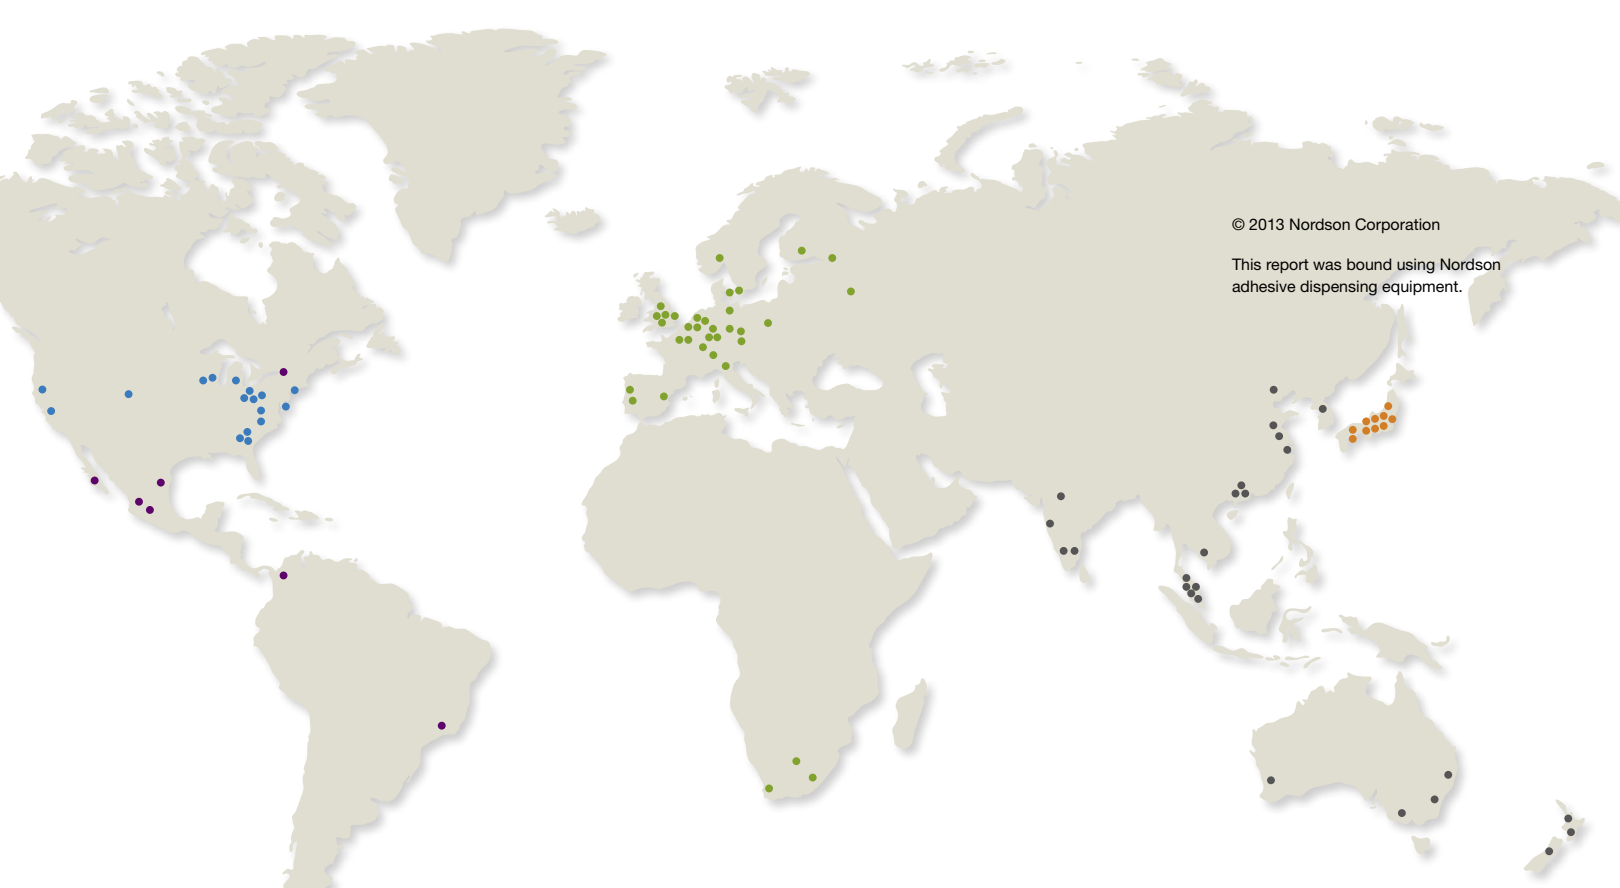 © 2013 Nordson Corporation
This report was bound using Nordson
adhesive dispensing equipment.